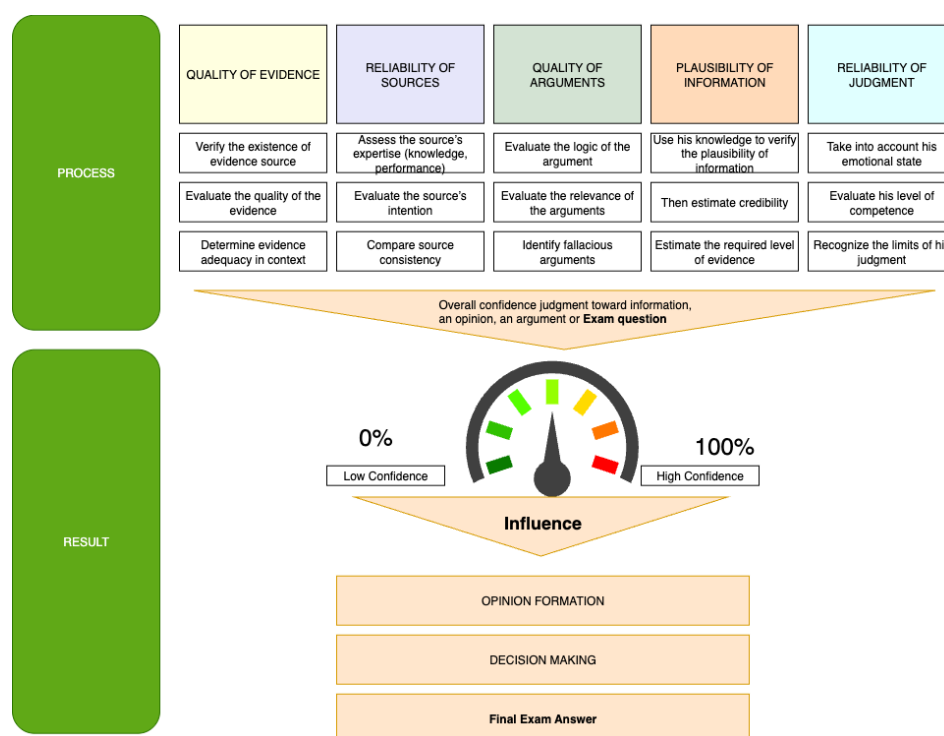 PROCESS
QUALITY OF EVIDENCE
RELIABILITY OF
SOURCES
QUALITY OF
ARGUMENTS
PLAUSIBILITY OF
INFORMATION
RELIABILITY OF
JUDGMENT
Verify the existence of
evidence source
Assess the source's
expertise (knowledge,
performance)
Evaluate the logic of the
argument
Use his knowledge to verify
the plausibility of
information
Take into account his
emotional state
Evaluate the quality of the
evidence
Evaluate the source's
intention
Evaluate the relevance of
the arguments
Then estimate credibility
Evaluate his level of
competence
Determine evidence
adequacy in context
Compare source
consistency
Identify fallacious
arguments
Estimate the required level
of evidence
Recognize the limits of hi
judgment
Overall confidence judgment toward information,
an opinion, an argument or Exam question
RESULT
0%
100%
Low Confidence
High Confidence
Influence
OPINION FORMATION
DECISION MAKING
Final Exam Answer